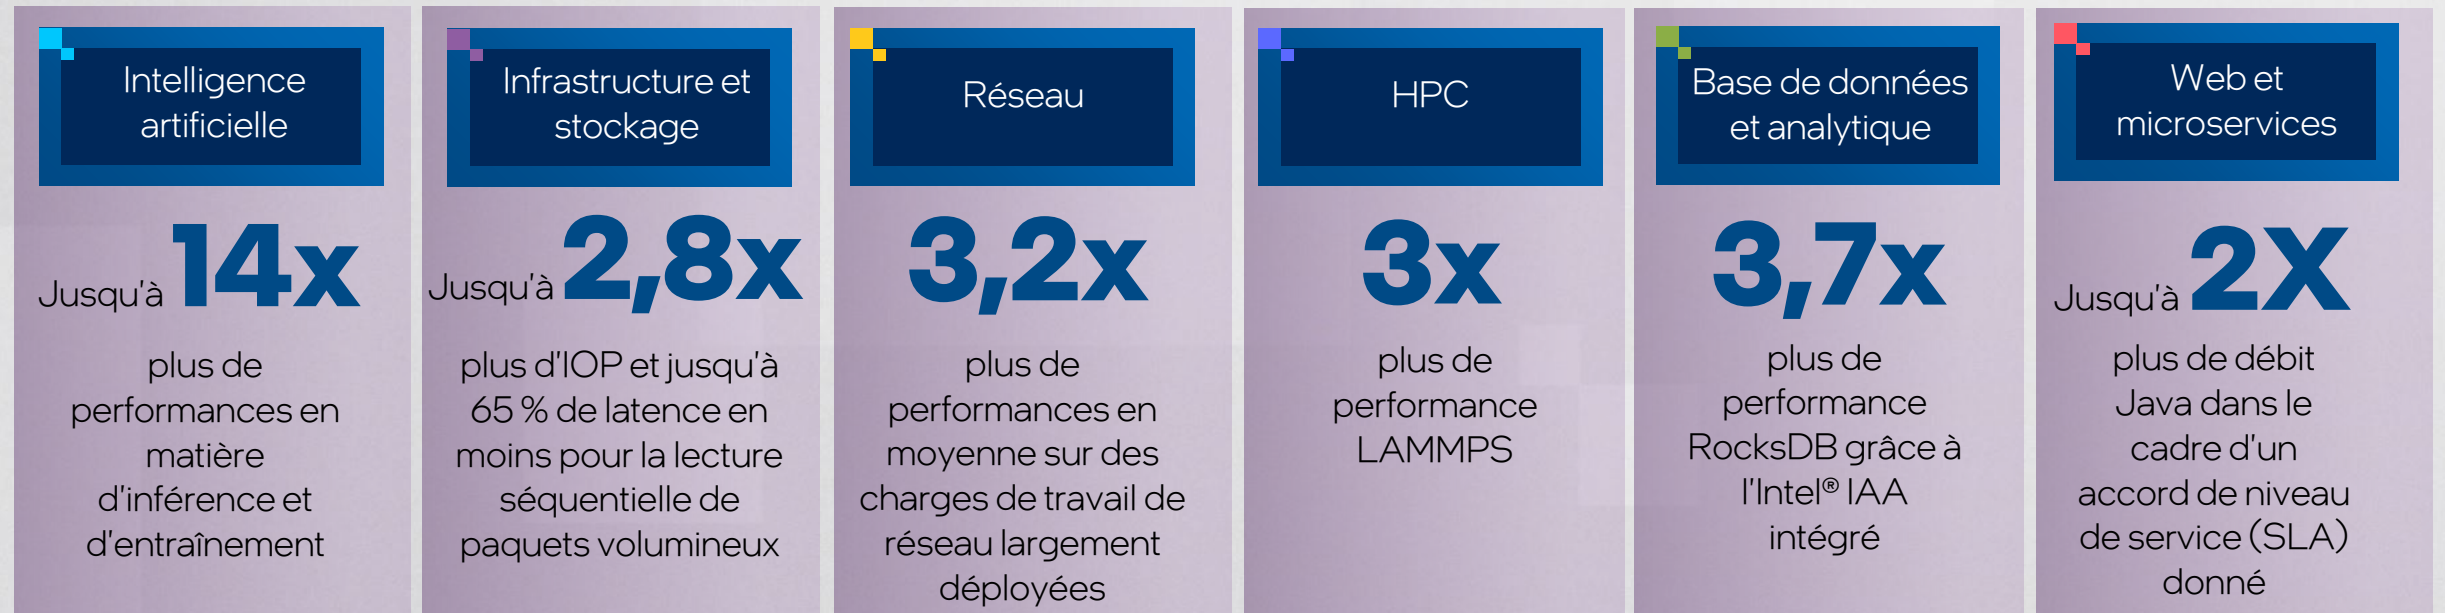 Intelligence
artificielle
Jusqu'à 14x
plus de
performances en
matière
d'inférence et
d'entraînement
Infrastructure et
stockage
Jusqu'à 2,8x
plus d'IOP et jusqu'à
65 % de latence en
moins pour la lecture
séquentielle de
paquets volumineux
Réseau
3,2x
plus de
performances en
moyenne sur des
charges de travail de
réseau largement
déployées
HPC
3x
plus de
performance
LAMMPS
Base de données
et analytique
3,7x
plus de
performance
RocksDB grâce à
l'Intel® IAA
intégré
Web et
microservices
Jusqu'à 2X
plus de débit
Java dans le
cadre d'un
accord de niveau
de service (SLA)
donné